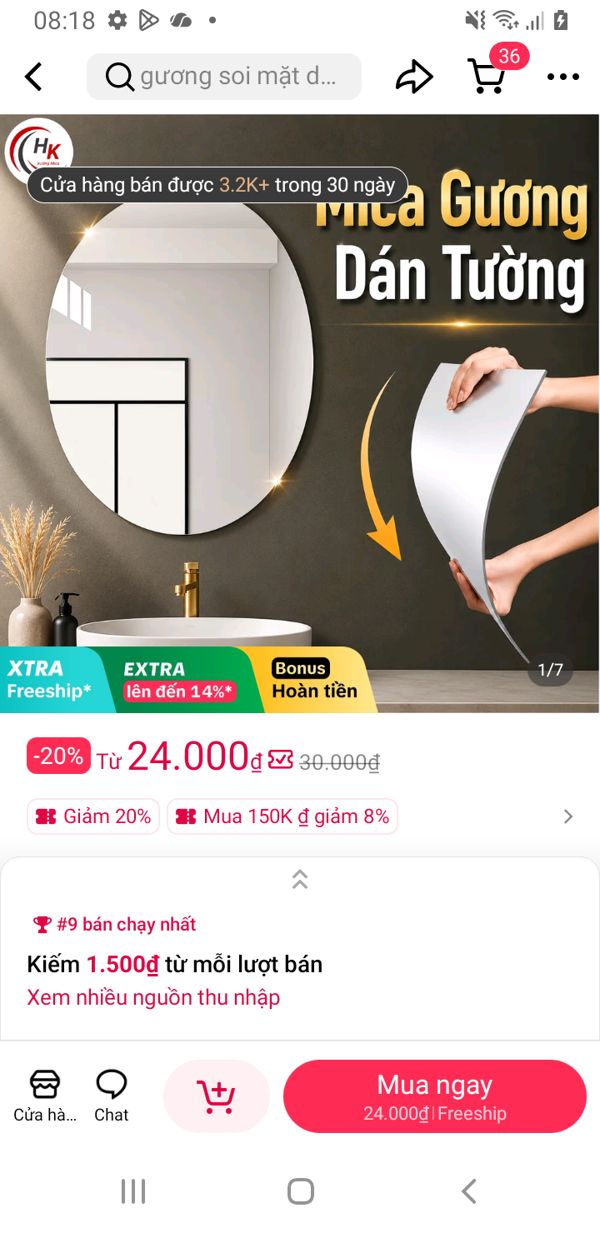 08:18
36
gương soi mặt d...
HK
Cửa hàng bán được 3.2K+ trong 30 ngày
Mica Gương
Dán Tường
XTRA
Freeship*
EXTRA
lên đến 14%*
Bonus
Hoàn tiền
1/7
-20% Từ 24.000₫ 30.000₫
Giảm 20%
Mua 150K ₫ giảm 8%
#9 bán chạy nhất
Kiếm 1.500₫ từ mỗi lượt bán
Xem nhiều nguồn thu nhập
Cửa hà...
Chat
Mua ngay
24.000₫ | Freeship